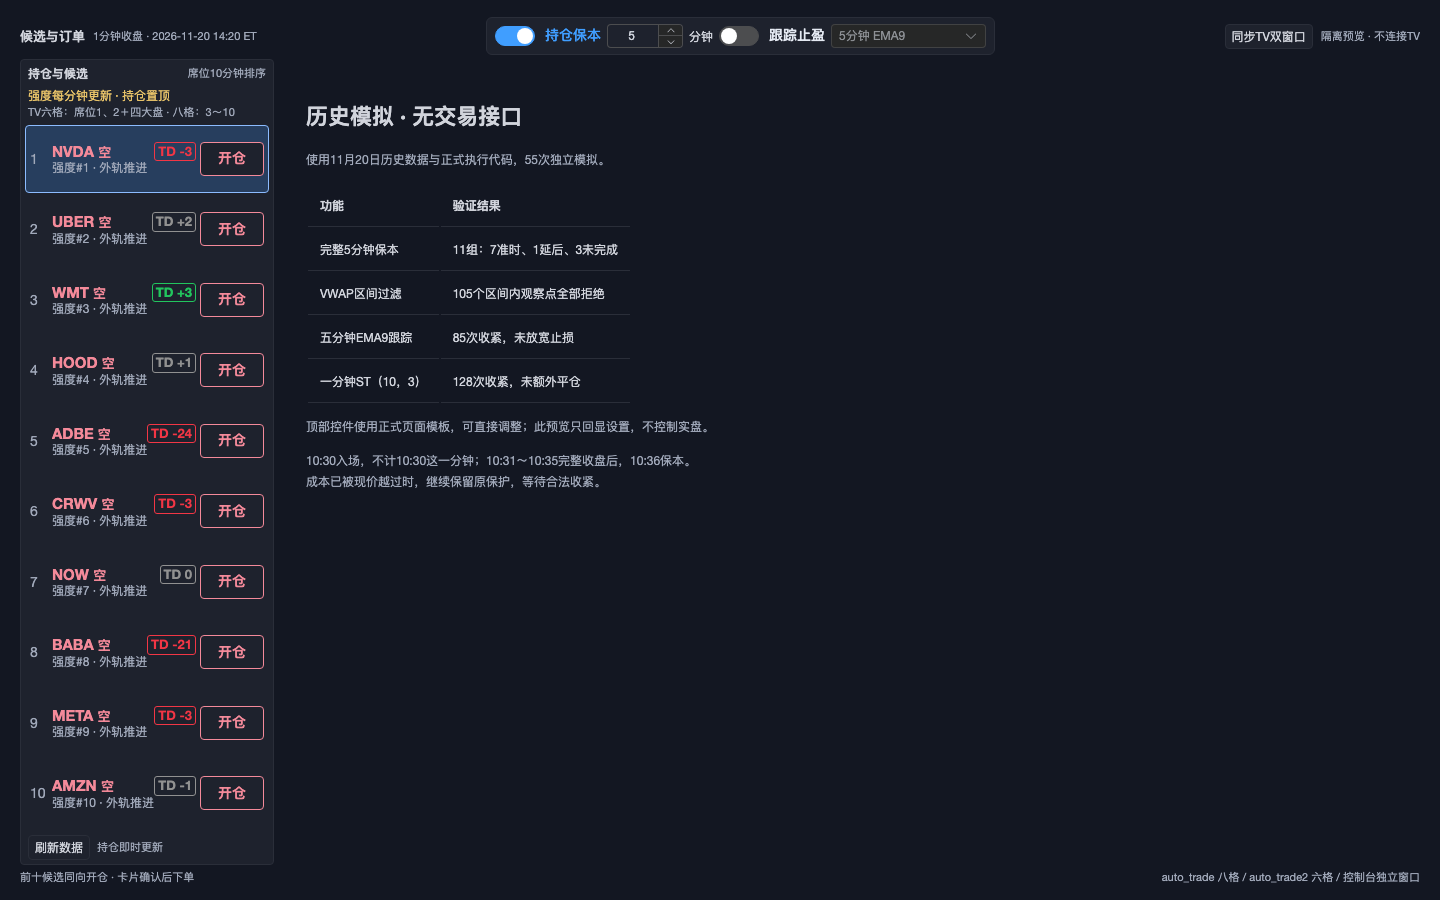 候选与订单 1分钟收盘 · 2026-11-20 14:20 ET
持仓保本 5 分钟 跟踪止盈 5分钟 EMA9
同步TV双窗口 隔离预览 · 不连接TV
持仓与候选 席位10分钟排序
强度每分钟更新 · 持仓置顶
TV六格：席位1、2＋四大盘 · 八格：3～10
1 NVDA 空 TD -3 开仓
强度#1 · 外轨推进
2 UBER 空 TD +2 开仓
强度#2 · 外轨推进
3 WMT 空 TD +3 开仓
强度#3 · 外轨推进
4 HOOD 空 TD +1 开仓
强度#4 · 外轨推进
5 ADBE 空 TD -24 开仓
强度#5 · 外轨推进
6 CRWV 空 TD -3 开仓
强度#6 · 外轨推进
7 NOW 空 TD 0 开仓
强度#7 · 外轨推进
8 BABA 空 TD -21 开仓
强度#8 · 外轨推进
9 META 空 TD -3 开仓
强度#9 · 外轨推进
10 AMZN 空 TD -1 开仓
强度#10 · 外轨推进
刷新数据 持仓即时更新
前十候选同向开仓 · 卡片确认后下单
历史模拟 · 无交易接口
使用11月20日历史数据与正式执行代码，55次独立模拟。
功能 验证结果
完整5分钟保本 11组：7准时、1延后、3未完成
VWAP区间过滤 105个区间内观察点全部拒绝
五分钟EMA9跟踪 85次收紧，未放宽止损
一分钟ST（10，3） 128次收紧，未额外平仓
顶部控件使用正式页面模板，可直接调整；此预览只回显设置，不控制实盘。
10:30入场，不计10:30这一分钟；10:31～10:35完整收盘后，10:36保本。
成本已被现价越过时，继续保留原保护，等待合法收紧。
auto_trade 八格 / auto_trade2 六格 / 控制台独立窗口